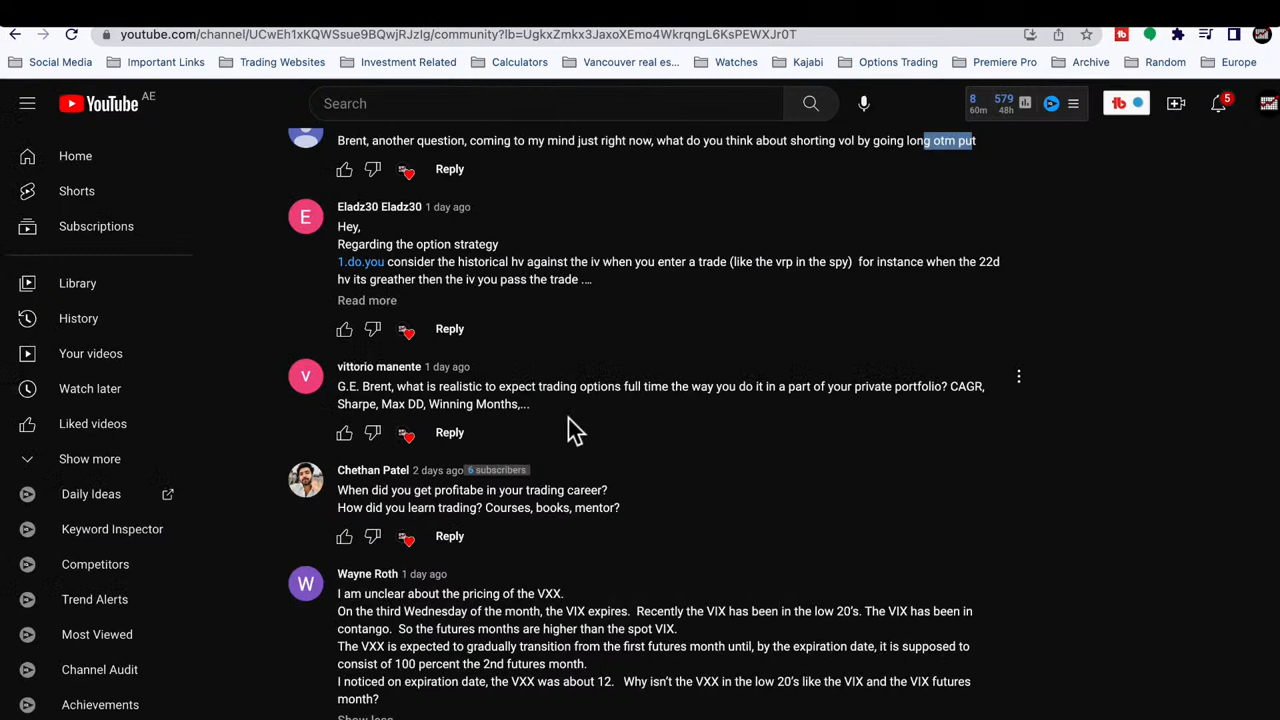 youtube.com/channel/UCwEh1xKQWSsue9BQwjRJzIg/community?lb=UgkxZmkx3JaxoXEmo4WkrqngL6KsPEWXJr0T
Social Media
Important Links
Trading Websites
Investment Related
Calculators
Vancouver real es...
Watches
Kajabi
Options Trading
Premiere Pro
Archive
Random
Europe
YouTube AE
Search
8 60m
579 48h
tb
5
Home
Shorts
Subscriptions
Library
History
Your videos
Watch later
Liked videos
Show more
Daily Ideas
Keyword Inspector
Competitors
Trend Alerts
Most Viewed
Channel Audit
Achievements
Brent, another question, coming to my mind just right now, what do you think about shorting vol by going long otm put
Reply
E
Eladz30 Eladz30 1 day ago
Hey,
Regarding the option strategy
1.do.you consider the historical hv against the iv when you enter a trade (like the vrp in the spy) for instance when the 22d
hv its greather then the iv you pass the trade ....
Read more
Reply
V
vittorio manente 1 day ago
G.E. Brent, what is realistic to expect trading options full time the way you do it in a part of your private portfolio? CAGR,
Sharpe, Max DD, Winning Months,...
Reply
Chethan Patel 2 days ago 6 subscribers
When did you get profitabe in your trading career?
How did you learn trading? Courses, books, mentor?
Reply
W
Wayne Roth 1 day ago
I am unclear about the pricing of the VXX.
On the third Wednesday of the month, the VIX expires. Recently the VIX has been in the low 20's. The VIX has been in
contango. So the futures months are higher than the spot VIX.
The VXX is expected to gradually transition from the first futures month until, by the expiration date, it is supposed to
consist of 100 percent the 2nd futures month.
I noticed on expiration date, the VXX was about 12. Why isn't the VXX in the low 20's like the VIX and the VIX futures
month?
Show less